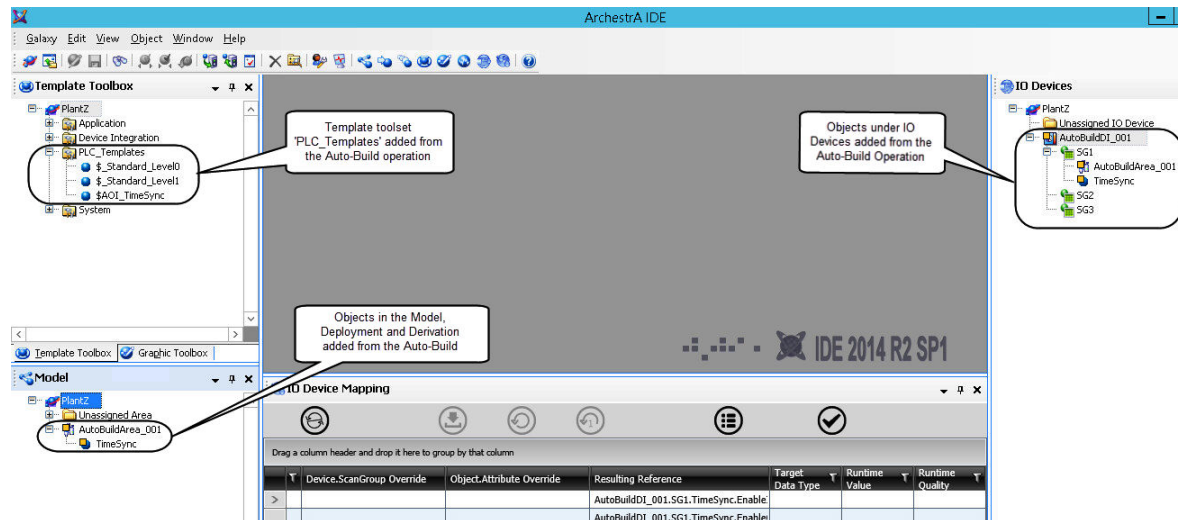 ArchestrA IDE
Galaxy Edit View Object Window Help
Template Toolbox
PlantZ
Application
Device Integration
PLC_Templates
$_Standard_Level0
$_Standard_Level1
$AOI_TimeSync
System
Template toolset
'PLC_Templates' added from
the Auto-Build operation
Objects under IO
Devices added from the
Auto-Build Operation
IO Devices
PlantZ
Unassigned IO Device
AutoBuildDI_001
SG1
AutoBuildArea_001
TimeSync
SG2
SG3
Objects in the Model,
Deployment and Derivation
added from the Auto-Build
IDE 2014 R2 SP1
Template Toolbox Graphic Toolbox
Model
PlantZ
Unassigned Area
AutoBuildArea_001
TimeSync
IO Device Mapping
Drag a column header and drop it here to group by that column
Device.ScanGroup Override Object.Attribute Override Resulting Reference Target Data Type Runtime Value Runtime Quality
AutoBuildDI_001.SG1.TimeSync.Enable
AutoBuildDI_001.SG1.TimeSync.Enable